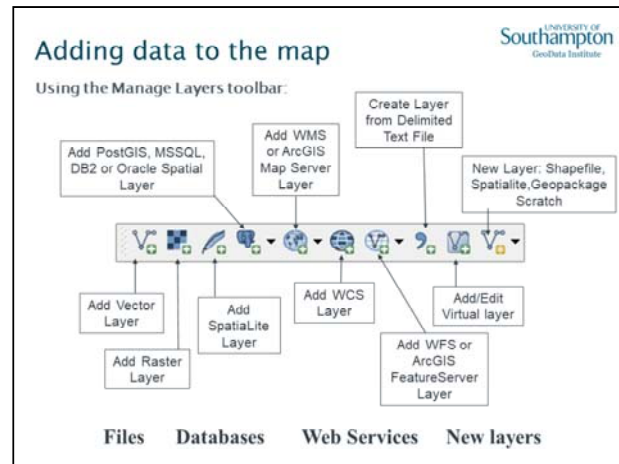 Adding data to the map
UNIVERSITY OF
Southampton
GeoData Institute
Using the Manage Layers toolbar:
Add PostGIS, MSSQL,
DB2 or Oracle Spatial
Layer
Add WMS
or ArcGIS
Map Server
Layer
Create Layer
from Delimited
Text File
New Layer: Shapefile,
Spatialite,Geopackage
Scratch
Add Vector
Layer
Add Raster
Layer
Add
SpatiaLite
Layer
Add WCS
Layer
Add WFS or
ArcGIS
FeatureServer
Layer
Add/Edit
Virtual layer
Files Databases Web Services New layers